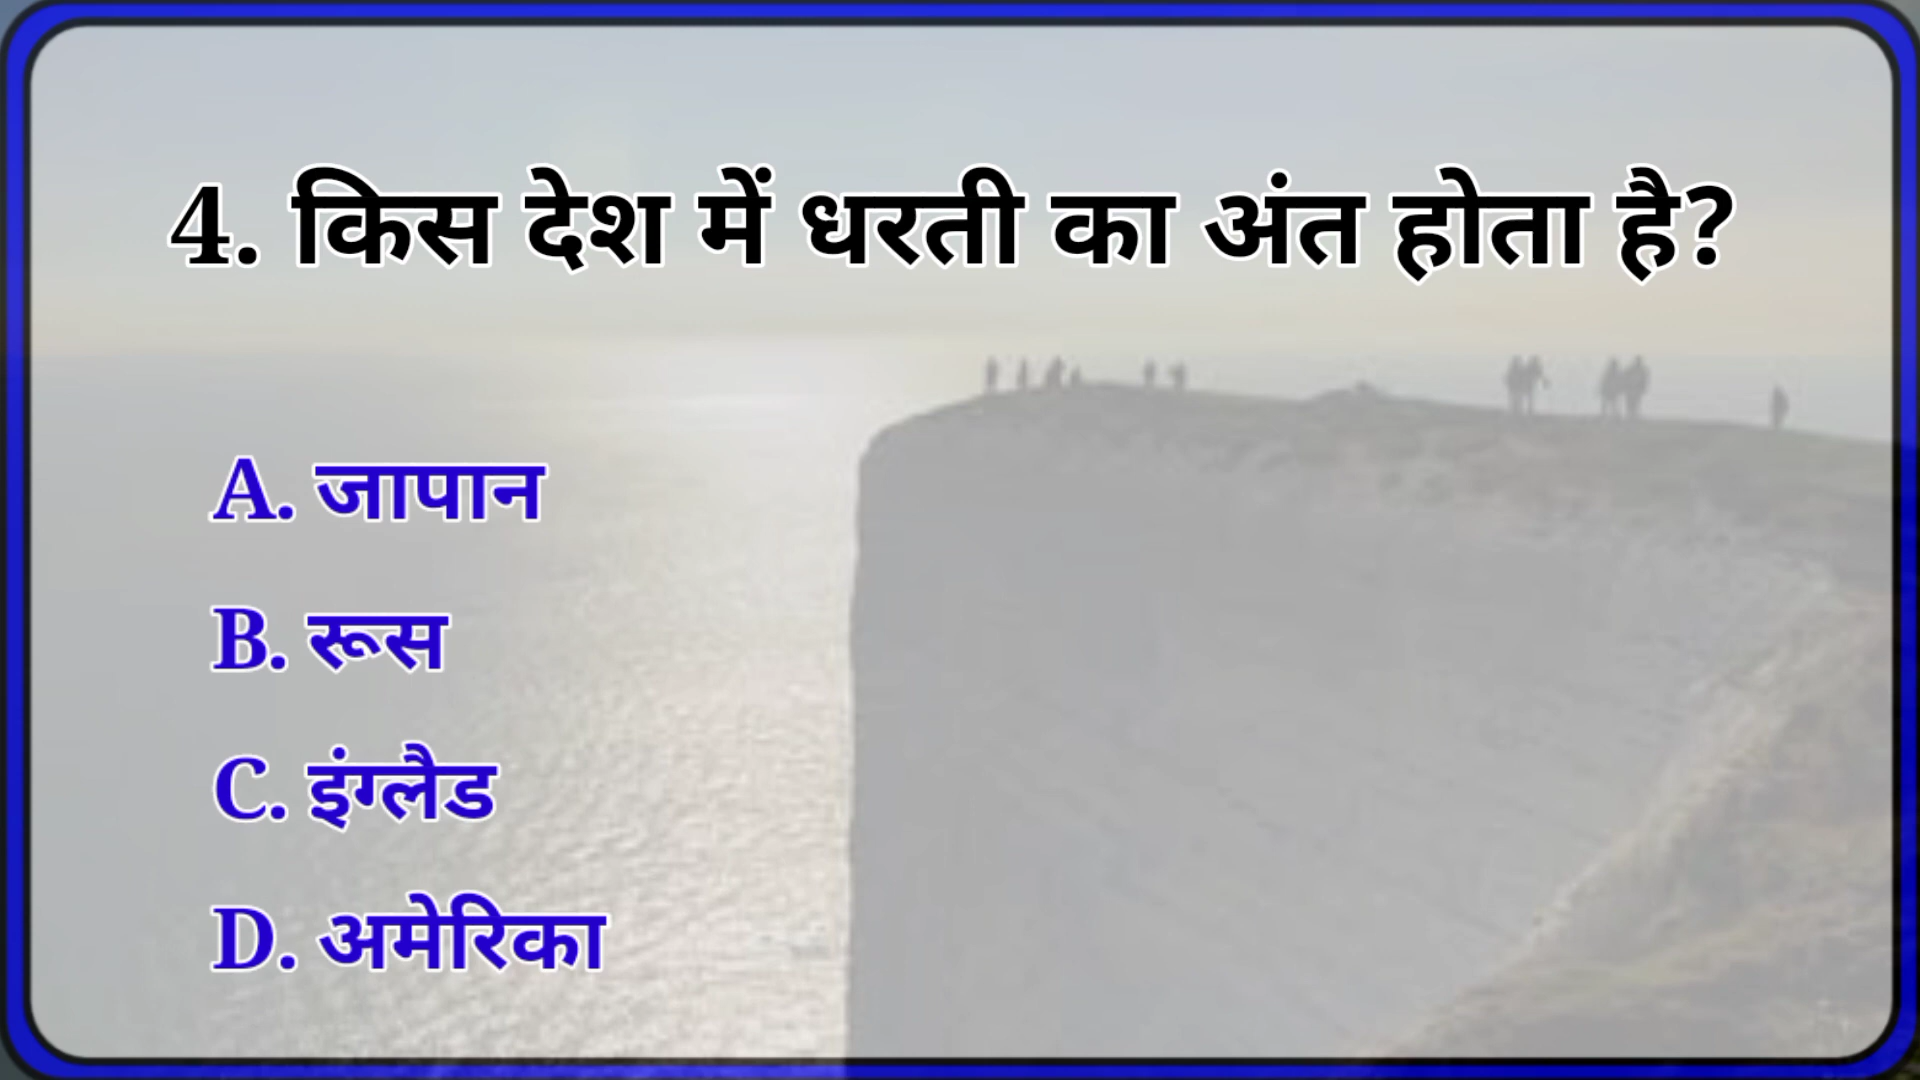 4. किस देश में धरती का अंत होता है?
A. जापान
B. रूस
C. इंग्लैड
D. अमेरिका